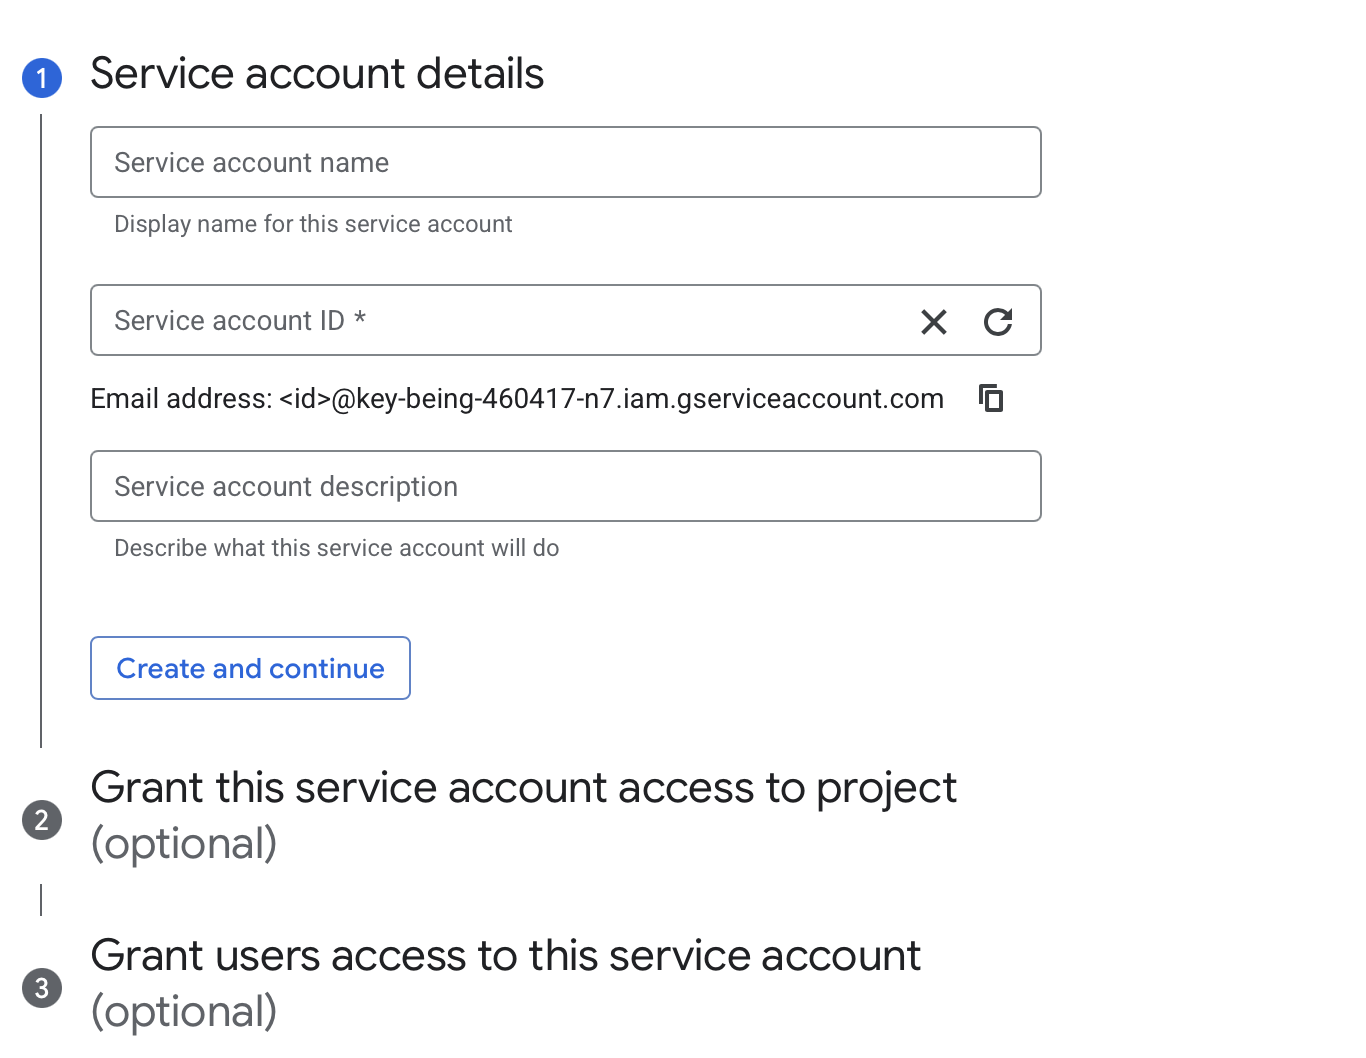 1 Service account details
Service account name
Display name for this service account
Service account ID *
Email address: <id>@key-being-460417-n7.iam.gserviceaccount.com
Service account description
Describe what this service account will do
Create and continue
Grant this service account access to project
2
(optional)
Grant users access to this service account
3
(optional)